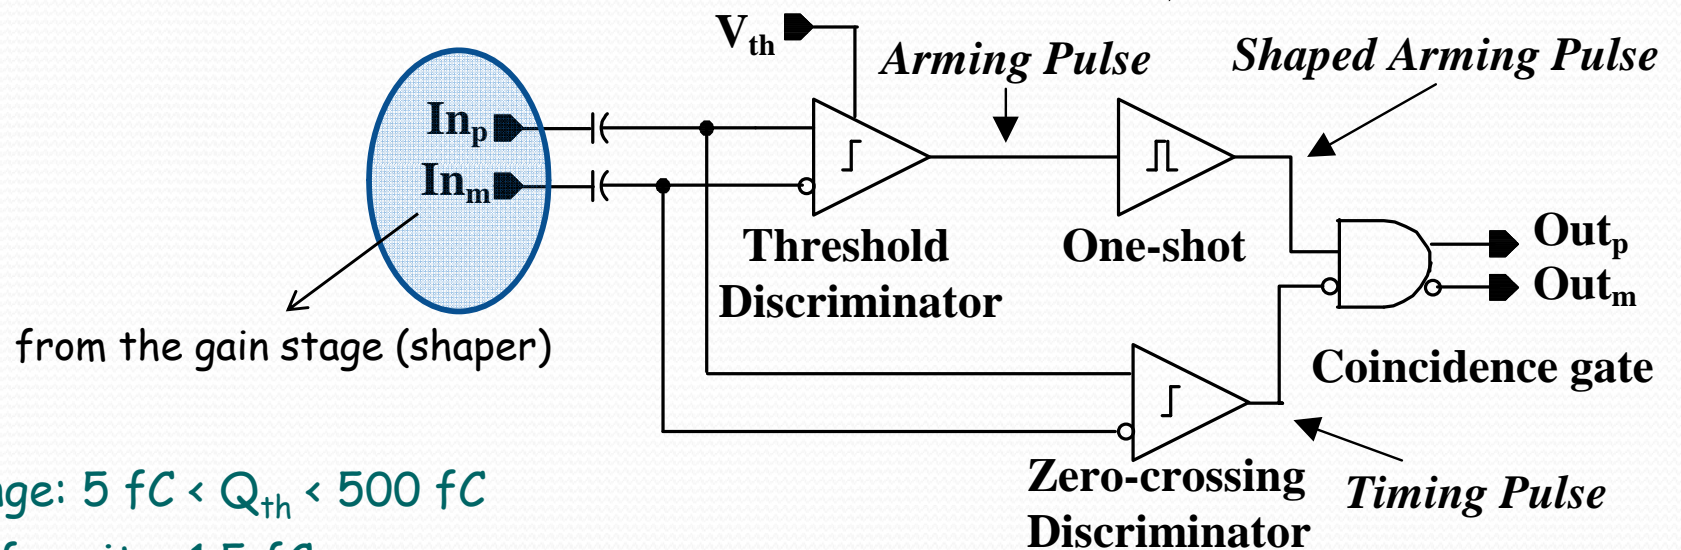 V_th
Arming Pulse
Shaped Arming Pulse
In_p
In_m
Threshold
Discriminator
One-shot
Out_p
Out_m
from the gain stage (shaper)
Coincidence gate
5 fC < Q_th < 500 fC
Zero-crossing
Discriminator
Timing Pulse